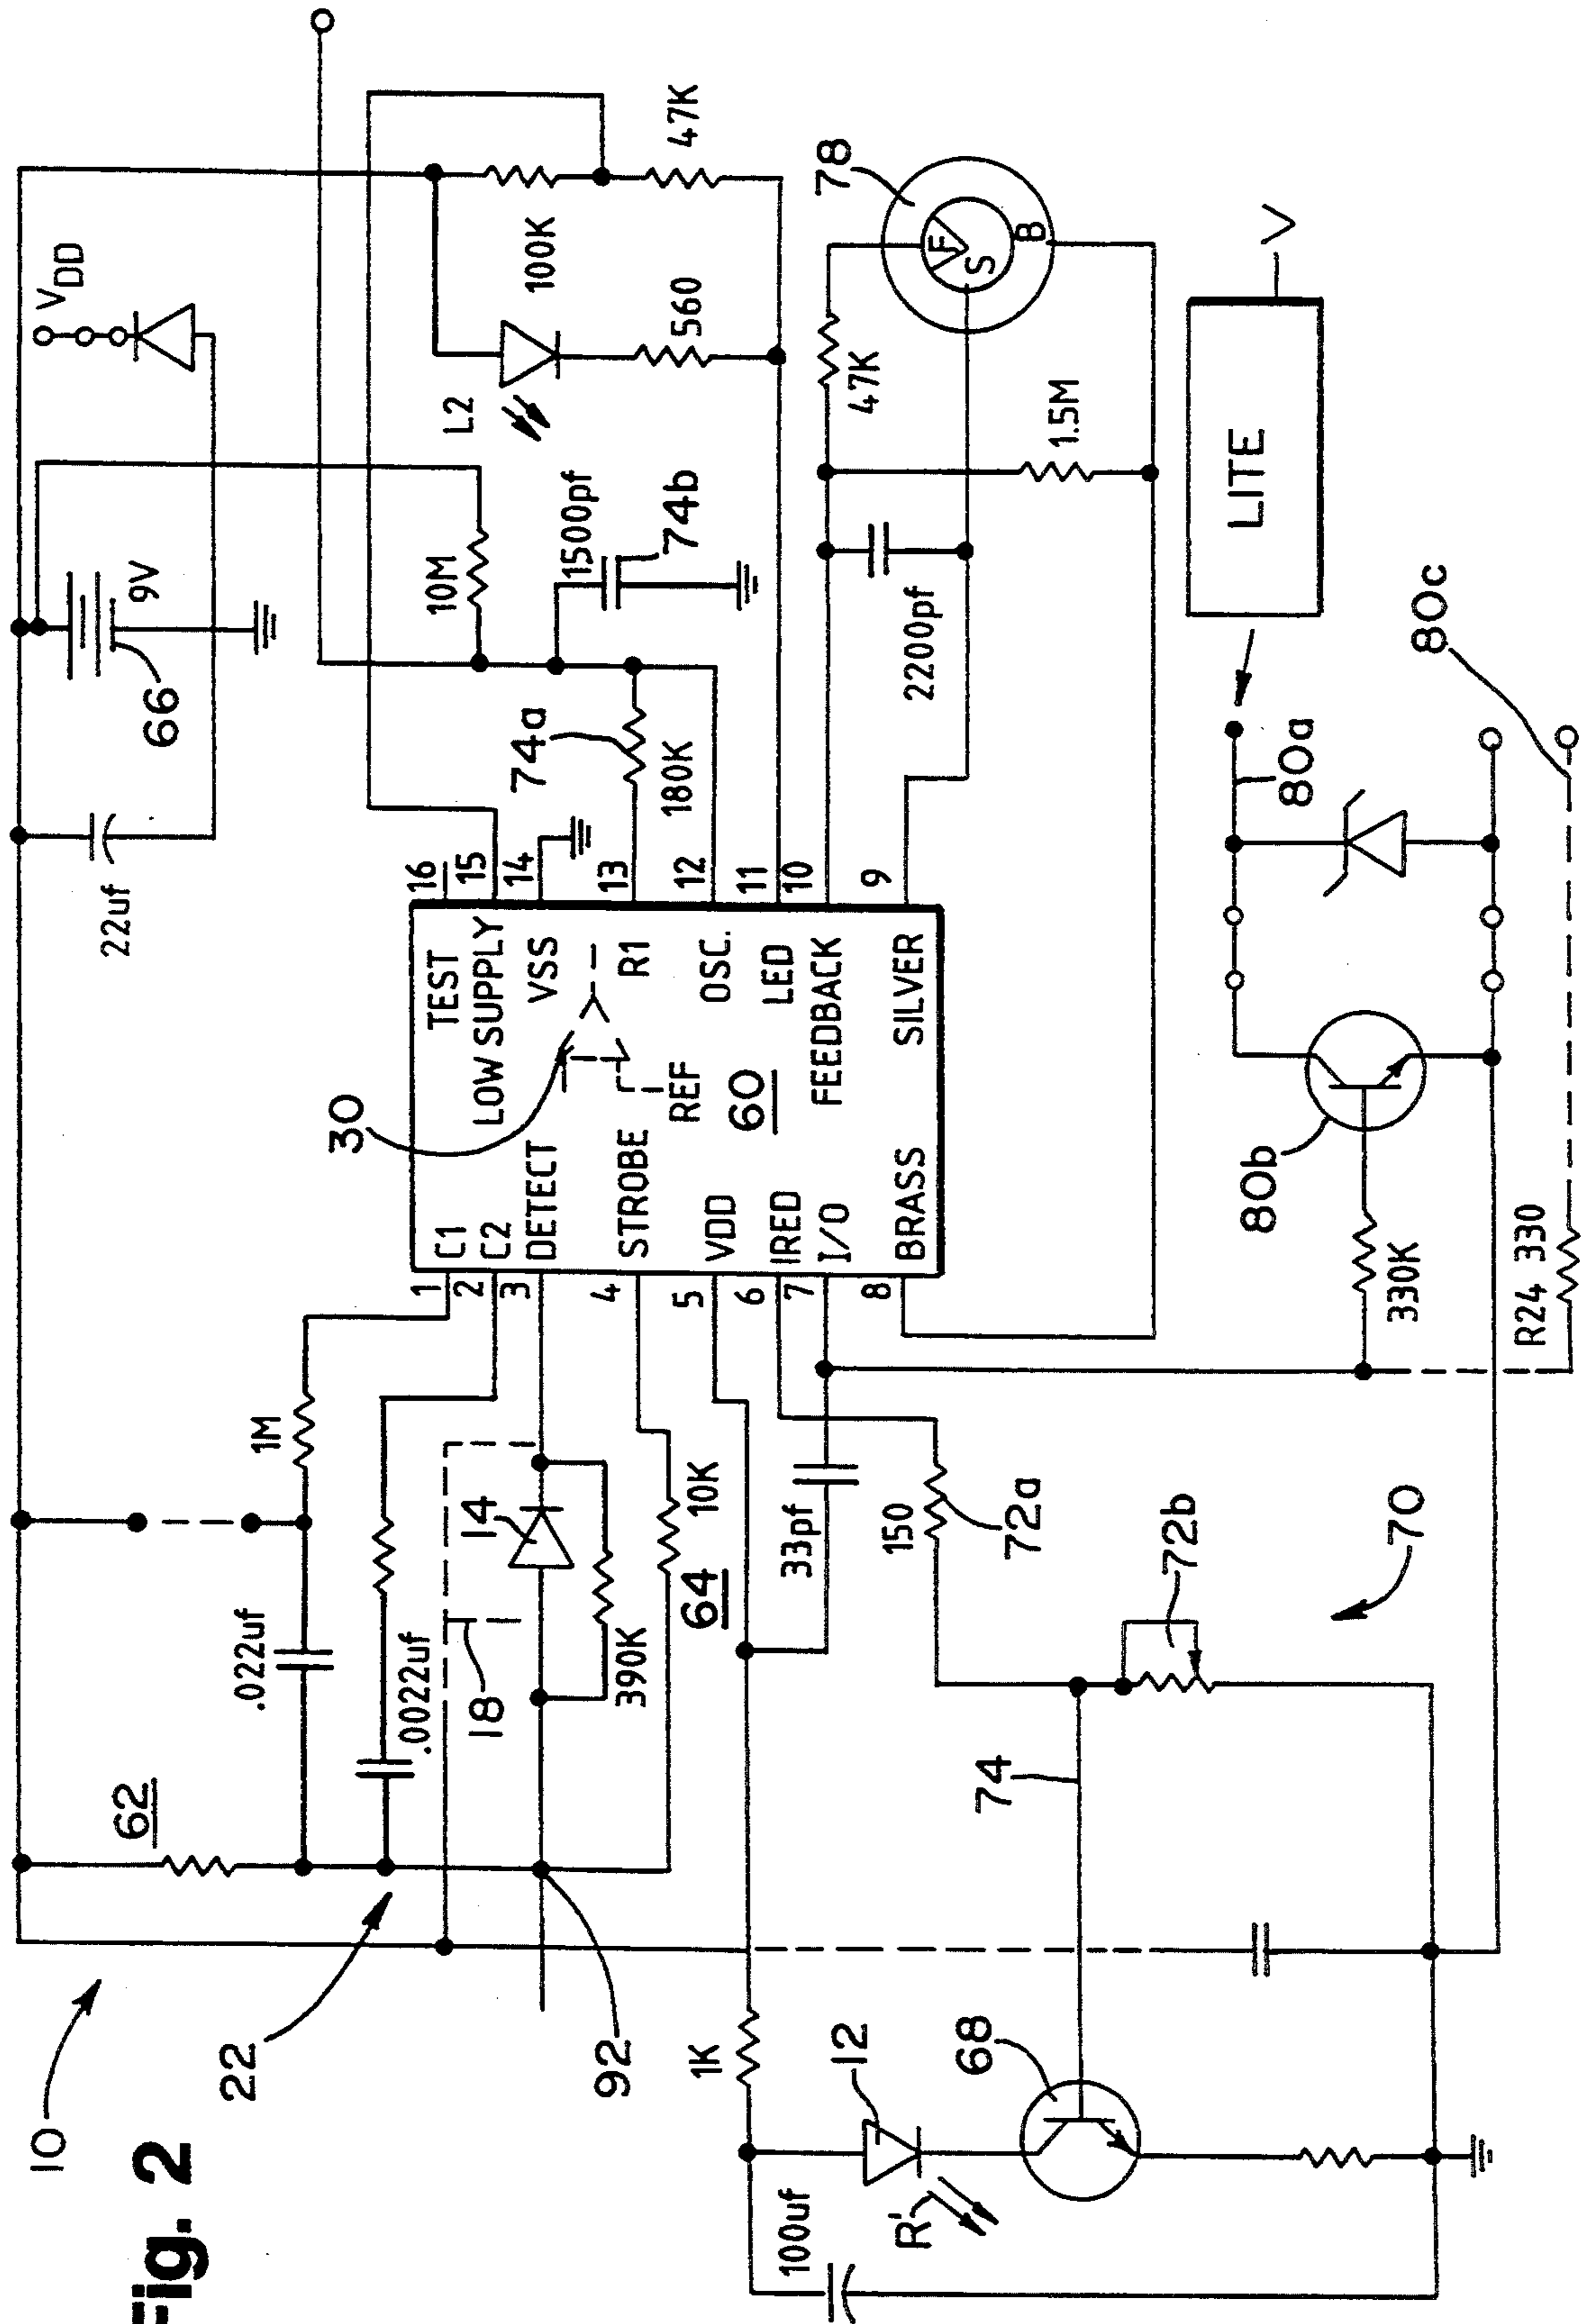 Fig. 2
10
22
62
.022uf
1M
22uf
66
9V
V DD
.0022uf
18
14
390K
10K
64
92
1
2
3
4
5
6
7
8
C1
C2
DETECT
STROBE
VDD
IRED
I/O
BRASS
30
REF
60
TEST
LOW SUPPLY
VSS
R1
OSC.
LED
FEEDBACK
SILVER
16
15
14
13
12
11
10
9
74a
180K
10M
1500pf
74b
L2
100K
560
47K
47K
78
F
S
B
2200pf
1.5M
1K
33pf
150
72a
72b
70
74
12
R'
68
100uf
80a
80b
330K
R24 330
80c
LITE
V